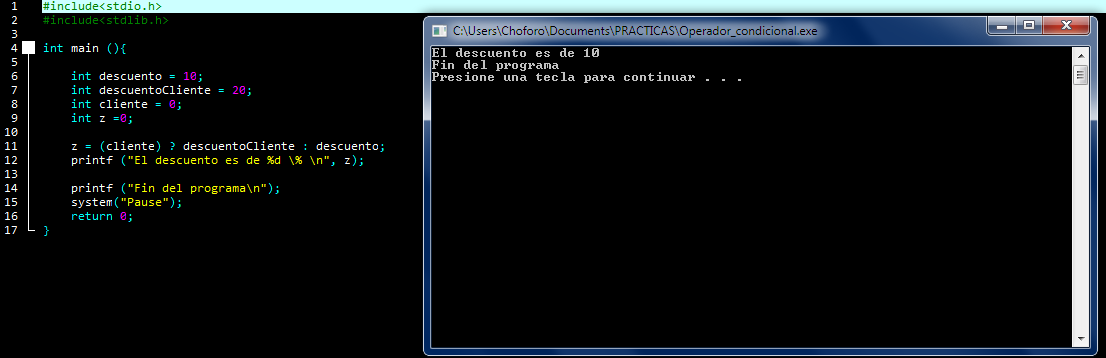 1 #include<stdio.h>
2 #include<stdlib.h>
3
4 int main (){
5
6 int descuento = 10;
7 int descuentoCliente = 20;
8 int cliente = 0;
9 int z =0;
10
11 z = (cliente) ? descuentoCliente : descuento;
12 printf ("El descuento es de %d \% \n", z);
13
14 printf ("Fin del programa\n");
15 system("Pause");
16 return 0;
17 }
C:\Users\Choforo\Documents\PRACTICAS\Operador_condicional.exe
El descuento es de 10
Fin del programa
Presione una tecla para continuar . . .